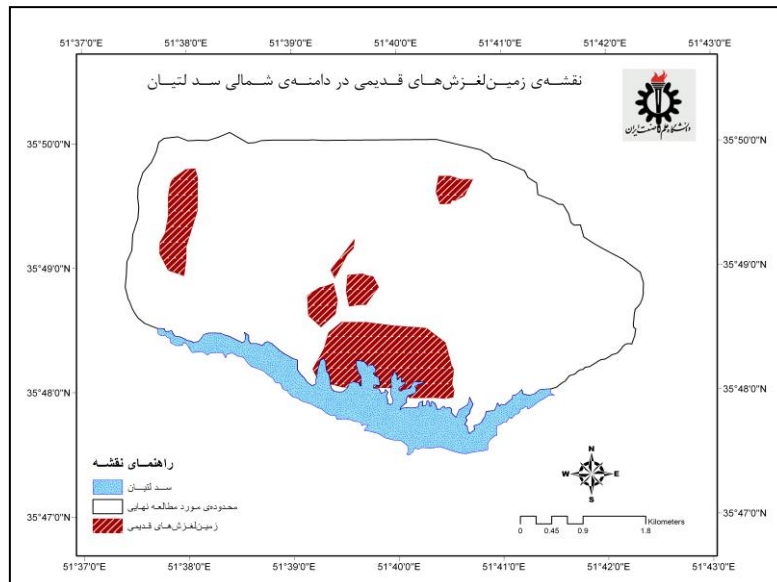 51°37'0"E 51°38'0"E 51°39'0"E 51°40'0"E 51°41'0"E 51°42'0"E 51°43'0"E
نقشه‌ی زمین‌لغزش‌های قدیمی در دامنه‌ی شمالی سد لتیان
دانشگاه علم و صنعت ایران
35°50'0"N 35°50'0"N
35°49'0"N 35°49'0"N
35°48'0"N 35°48'0"N
راهنمای نقشه
سد لتیان
محدوده‌ی مورد مطالعه نهایی
زمین‌لغزش‌های قدیمی
N
W E
S
Kilometers
0 0.45 0.9 1.8
35°47'0"N 35°47'0"N
51°37'0"E 51°38'0"E 51°39'0"E 51°40'0"E 51°41'0"E 51°42'0"E 51°43'0"E